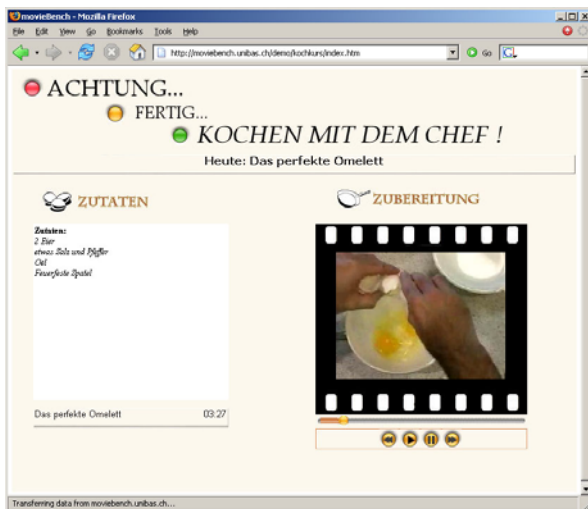 movieBench - Mozilla Firefox
File Edit View Go Bookmarks Tools Help
http://moviebench.unibas.ch/demo/kochkurs/index.htm
Go
ACHTUNG...
FERTIG...
KOCHEN MIT DEM CHEF !
Heute: Das perfekte Omelett
ZUTATEN
ZUBEREITUNG
Zutaten:
2 Eier
etwas Salz und Pfeffer
Oel
Feuerfeste Spatel
Das perfekte Omelett 03:27
Transferring data from moviebench.unibas.ch...